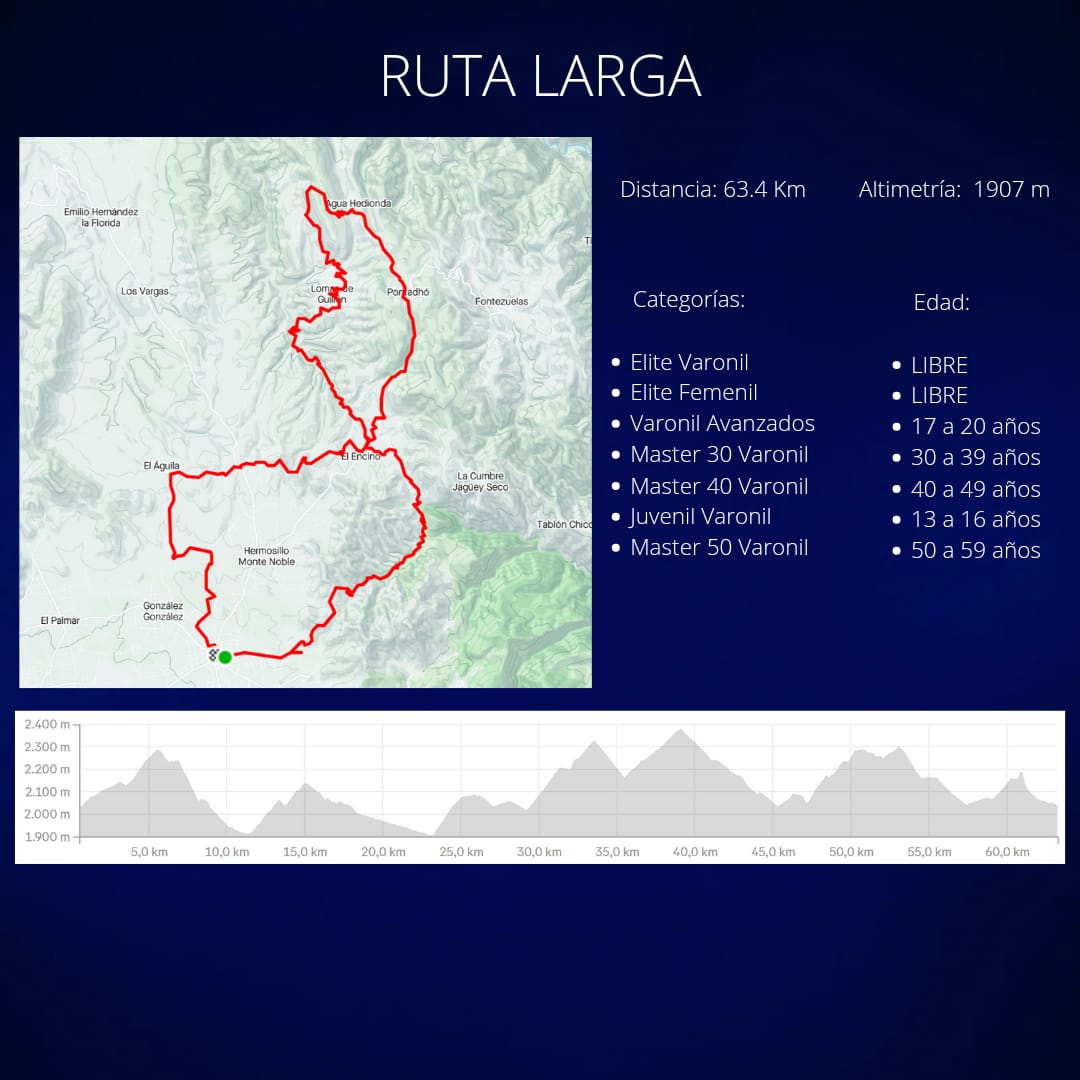 RUTA LARGA
Distancia: 63.4 Km
Altimetría: 1907 m
Emilio Hernández
la Florida
Agua Hedionda
Los Vargas
Fontezuelas
El Águila
El Encino
La Cumbre
Jagüey Seco
Tablón Chico
Hermosillo
Monte Noble
González
González
El Palmar
Categorías:
• Elite Varonil
• Elite Femenil
• Varonil Avanzados
• Master 30 Varonil
• Master 40 Varonil
• Juvenil Varonil
• Master 50 Varonil
Edad:
• LIBRE
• LIBRE
• 17 a 20 años
• 30 a 39 años
• 40 a 49 años
• 13 a 16 años
• 50 a 59 años
2.400 m
2.300 m
2.200 m
2.100 m
2.000 m
1.900 m
5,0 km 10,0 km 15,0 km 20,0 km 25,0 km 30,0 km 35,0 km 40,0 km 45,0 km 50,0 km 55,0 km 60,0 km